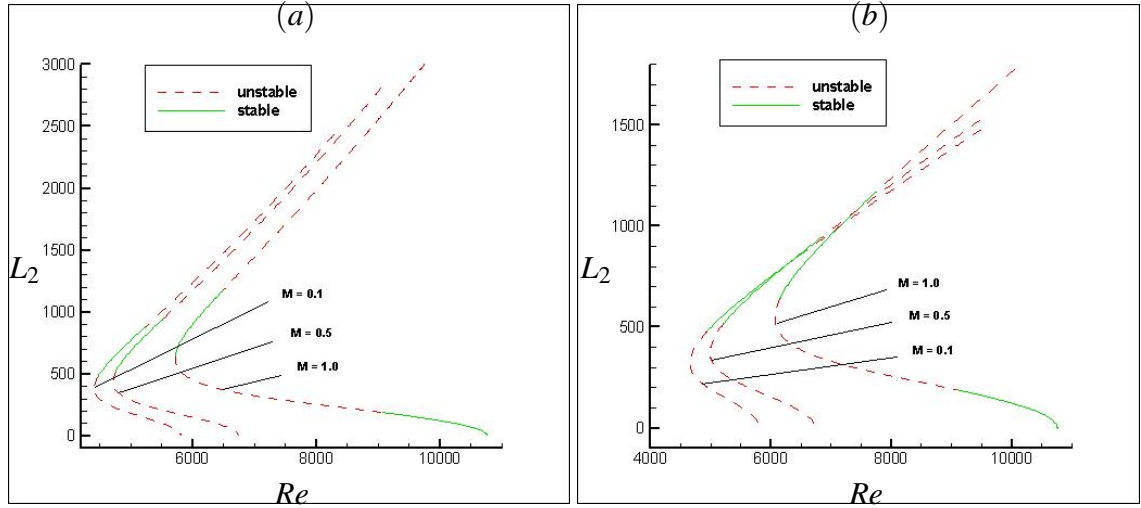 (a)
3000
2500
2000
1500
1000
500
0
L2
unstable
stable
M = 0.1
M = 0.5
M = 1.0
6000 8000 10000
Re
(b)
1500
1000
500
0
L2
unstable
stable
M = 1.0
M = 0.5
M = 0.1
4000 6000 8000 10000
Re